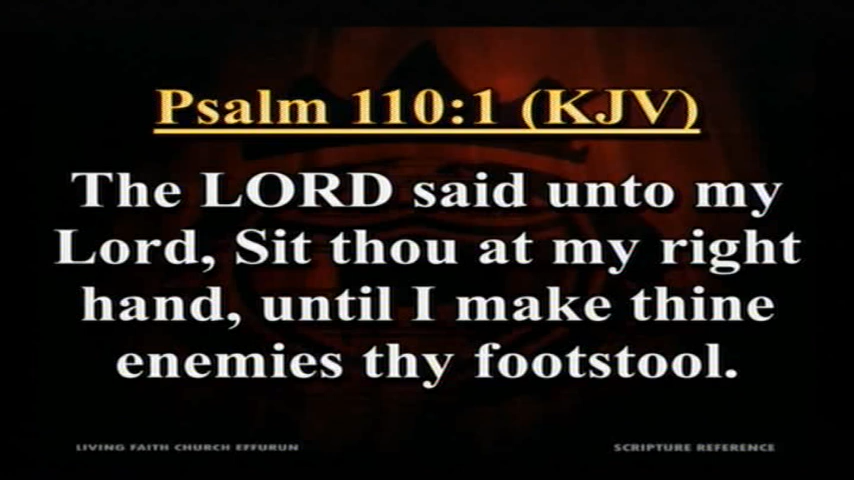 Psalm 110:1 (KJV)
The LORD said unto my
Lord, Sit thou at my right
hand, until I make thine
enemies thy footstool.
LIVING FAITH CHURCH EFFURUN
SCRIPTURE REFERENCE